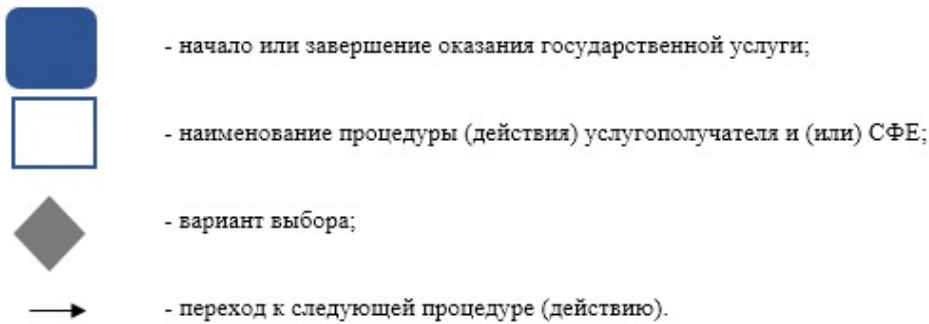 - начало или завершение оказания государственной услуги;
- наименование процедуры (действия) услугополучателя и (или) СФЕ;
- вариант выбора;
- переход к следующей процедуре (действию).